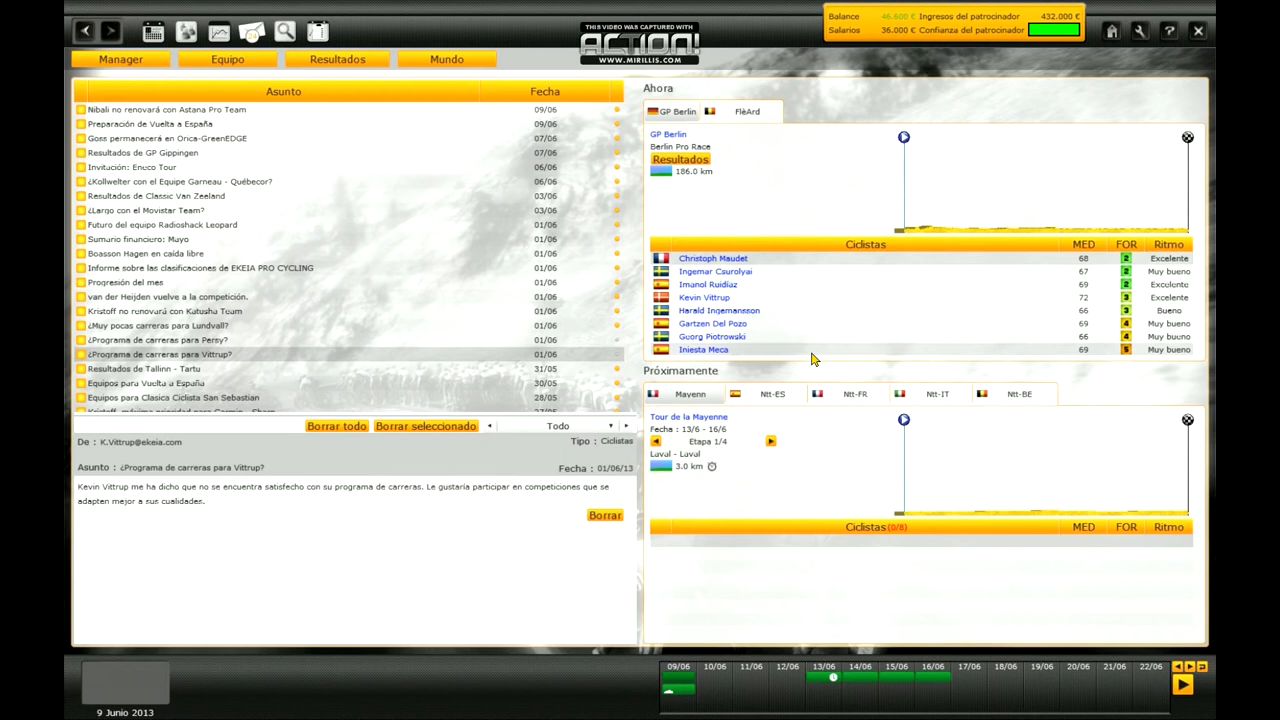 THIS VIDEO WAS CAPTURED WITH
ACTION!
WWW.MIRILLIS.COM
Balance 46.600 € Ingresos del patrocinador 432.000 €
Salarios 36.000 € Confianza del patrocinador
Manager Equipo Resultados Mundo
Asunto Fecha
Nibali no renovará con Astana Pro Team 09/06
Preparación de Vuelta a España 09/06
Goss permanecerá en Orica-GreenEDGE 07/06
Resultados de GP Gippingen 07/06
Invitación: Eneco Tour 06/06
¿Kollwelter con el Equipe Garneau - Québecor? 06/06
Resultados de Classic Van Zeeland 03/06
¿Largo con el Movistar Team? 03/06
Futuro del equipo Radioshack Leopard 01/06
Sumario financiero: Mayo 01/06
Boasson Hagen en caída libre 01/06
Informe sobre las clasificaciones de EKEIA PRO CYCLING 01/06
Progresión del mes 01/06
van der Heijden vuelve a la competición. 01/06
Kristoff no renovará con Katusha Team 01/06
¿Muy pocas carreras para Lundvall? 01/06
¿Programa de carreras para Persy? 01/06
¿Programa de carreras para Vittrup? 01/06
Resultados de Tallinn - Tartu 31/05
Equipos para Vuelta a España 30/05
Equipos para Clasica Ciclista San Sebastian 28/05
Kristoff, máxima prioridad para Garmin - Sharp 27/05
Borrar todo Borrar seleccionado Todo
De : K.Vittrup@ekeia.com Tipo : Ciclistas
Asunto : ¿Programa de carreras para Vittrup? Fecha : 01/06/13
Kevin Vittrup me ha dicho que no se encuentra satisfecho con su programa de carreras. Le gustaría participar en competiciones que se
adapten mejor a sus cualidades.
Borrar
Ahora
GP Berlin FlèArd
GP Berlin
Berlin Pro Race
Resultados
186.0 km
Ciclistas MED FOR Ritmo
Christoph Maudet 68 2 Excelente
Ingemar Csurolyai 67 2 Muy bueno
Imanol Ruidíaz 69 2 Excelente
Kevin Vittrup 72 3 Excelente
Harald Ingemansson 66 3 Bueno
Gartzen Del Pozo 69 4 Muy bueno
Georg Piotrowski 66 4 Muy bueno
Iniesta Meca 69 5 Muy bueno
Próximamente
Mayenn Ntt-ES Ntt-FR Ntt-IT Ntt-BE
Tour de la Mayenne
Fecha : 13/6 - 16/6
Etapa 1/4
Laval - Laval
3.0 km
Ciclistas (0/8) MED FOR Ritmo
9 Junio 2013
09/06 10/06 11/06 12/06 13/06 14/06 15/06 16/06 17/06 18/06 19/06 20/06 21/06 22/06